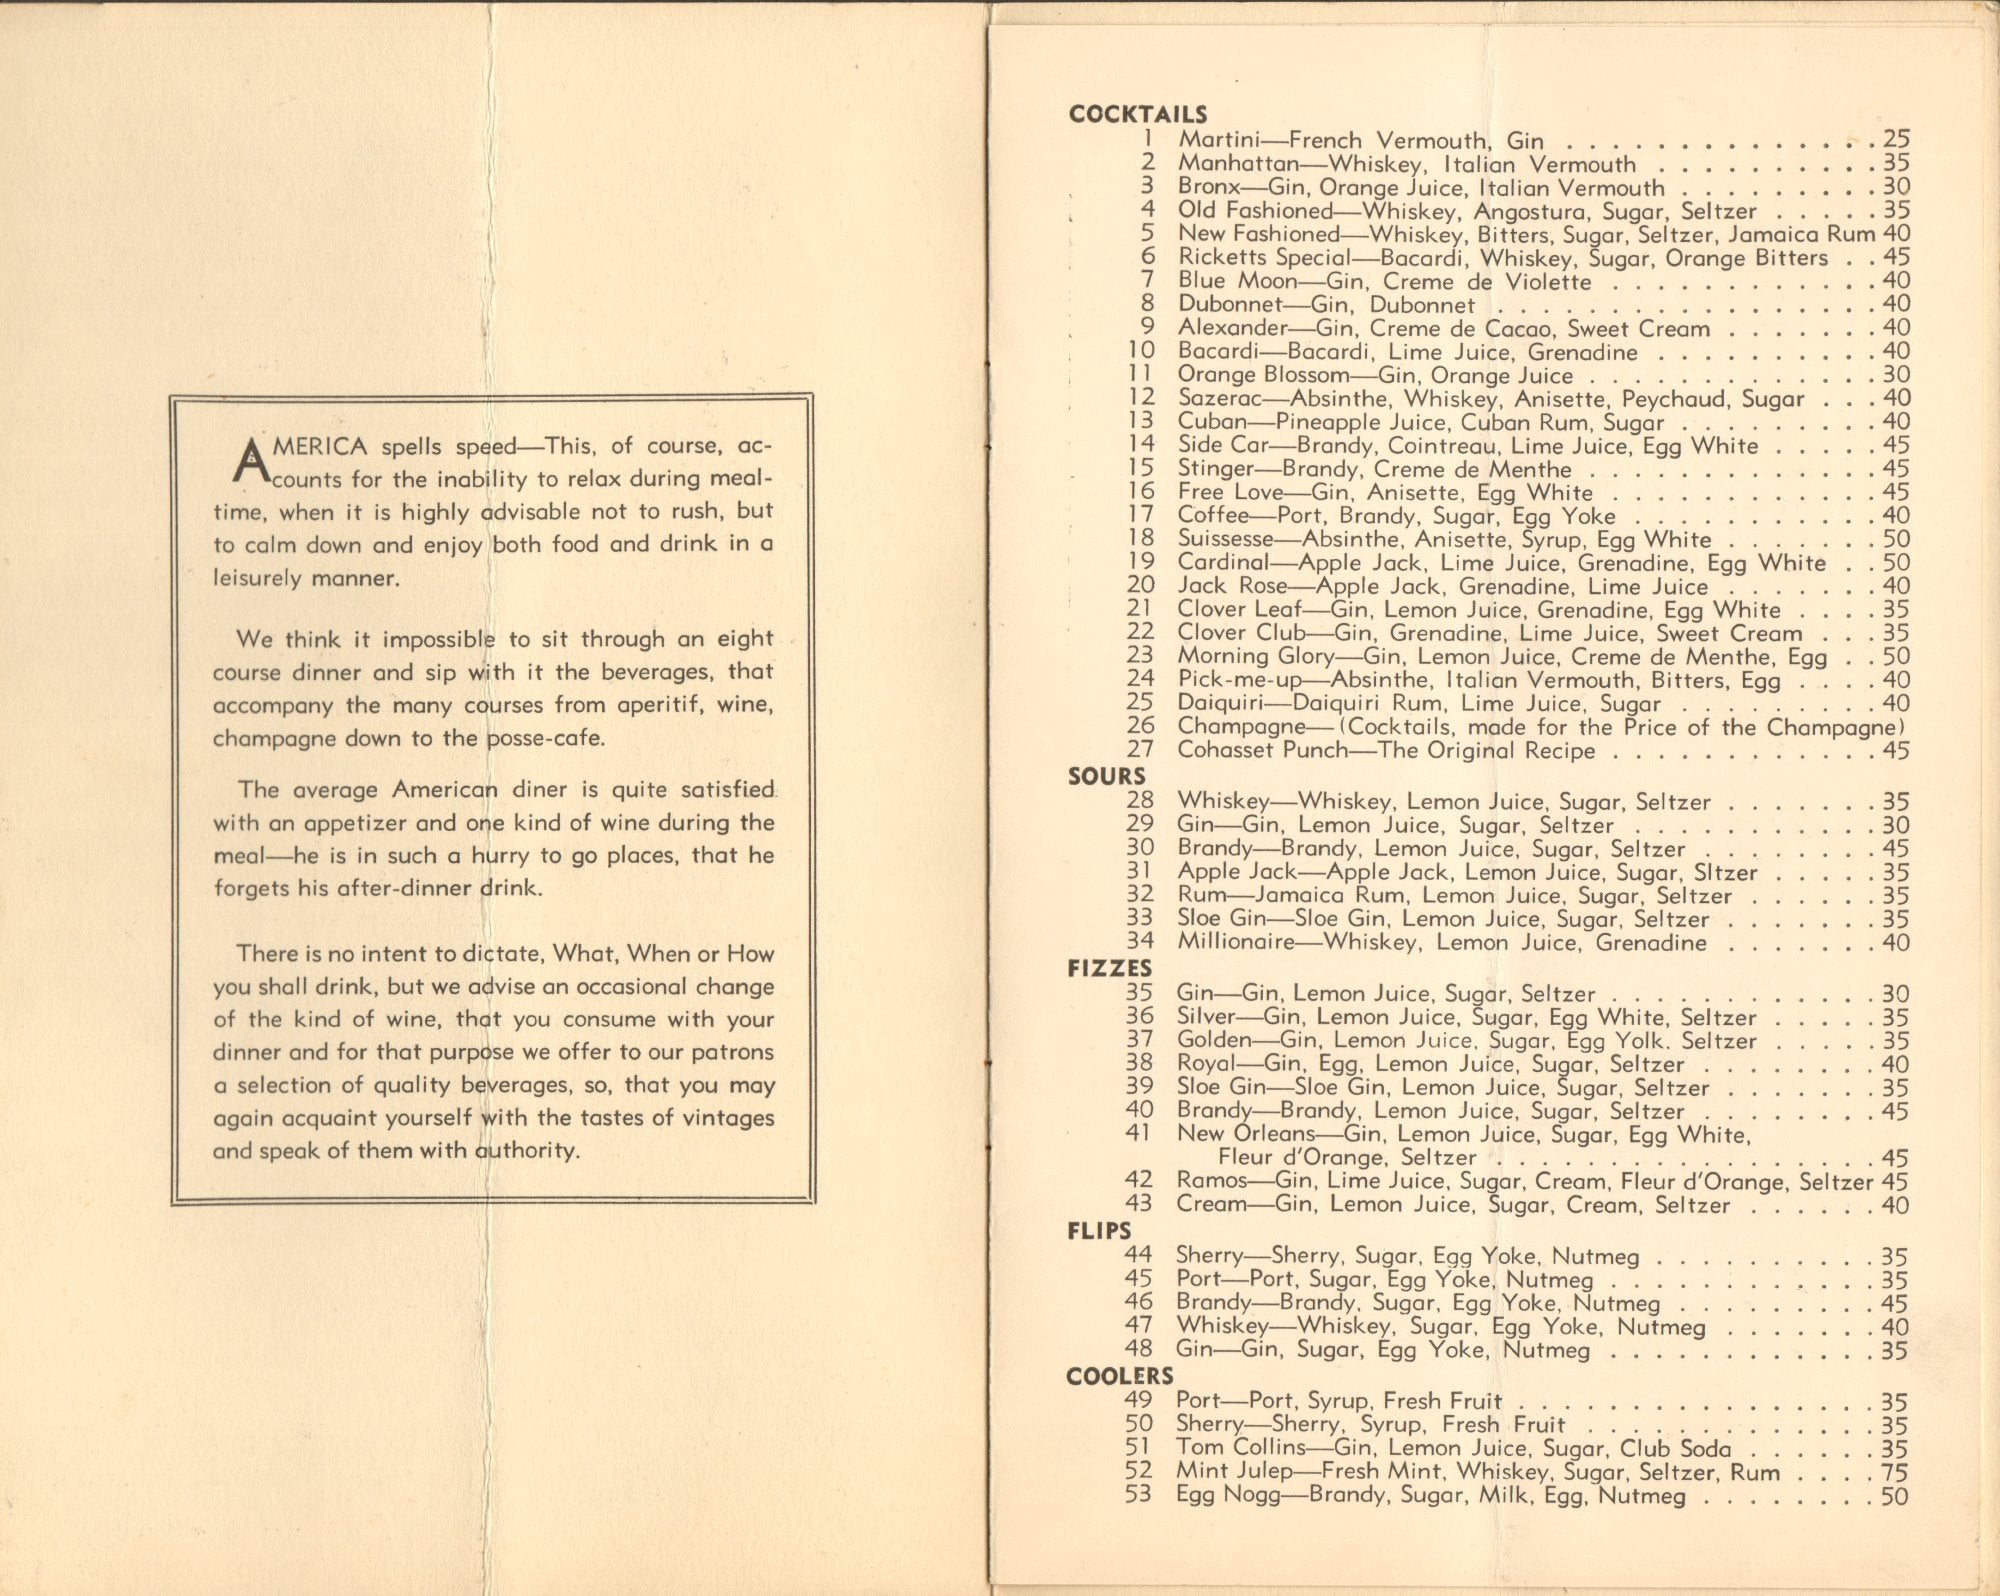 AMERICA spells speed—This, of course, ac-
counts for the inability to relax during meal-
time, when it is highly advisable not to rush, but
to calm down and enjoy both food and drink in a
leisurely manner.
We think it impossible to sit through an eight
course dinner and sip with it the beverages, that
accompany the many courses from aperitif, wine,
champagne down to the posse-cafe.
The average American diner is quite satisfied
with an appetizer and one kind of wine during the
meal—he is in such a hurry to go places, that he
forgets his after-dinner drink.
There is no intent to dictate, What, When or How
you shall drink, but we advise an occasional change
of the kind of wine, that you consume with your
dinner and for that purpose we offer to our patrons
a selection of quality beverages, so, that you may
again acquaint yourself with the tastes of vintages
and speak of them with authority.
COCKTAILS
1 Martini—French Vermouth, Gin . . . . . . . . . . . . . . 25
2 Manhattan—Whiskey, Italian Vermouth . . . . . . . . . . 35
3 Bronx—Gin, Orange Juice, Italian Vermouth . . . . . . . . . 30
4 Old Fashioned—Whiskey, Angostura, Sugar, Seltzer . . . . . 35
5 New Fashioned—Whiskey, Bitters, Sugar, Seltzer, Jamaica Rum 40
6 Ricketts Special—Bacardi, Whiskey, Sugar, Orange Bitters . . 45
7 Blue Moon—Gin, Creme de Violette . . . . . . . . . . . . 40
8 Dubonnet—Gin, Dubonnet . . . . . . . . . . . . . . . . . 40
9 Alexander—Gin, Creme de Cacao, Sweet Cream . . . . . . . 40
10 Bacardi—Bacardi, Lime Juice, Grenadine . . . . . . . . . . 40
11 Orange Blossom—Gin, Orange Juice . . . . . . . . . . . . . 30
12 Sazerac—Absinthe, Whiskey, Anisette, Peychaud, Sugar . . . 40
13 Cuban—Pineapple Juice, Cuban Rum, Sugar . . . . . . . . . 40
14 Side Car—Brandy, Cointreau, Lime Juice, Egg White . . . . . 45
15 Stinger—Brandy, Creme de Menthe . . . . . . . . . . . . . 45
16 Free Love—Gin, Anisette, Egg White . . . . . . . . . . . . 45
17 Coffee—Port, Brandy, Sugar, Egg Yoke . . . . . . . . . . . 40
18 Suissesse—Absinthe, Anisette, Syrup, Egg White . . . . . . . 50
19 Cardinal—Apple Jack, Lime Juice, Grenadine, Egg White . . 50
20 Jack Rose—Apple Jack, Grenadine, Lime Juice . . . . . . . 40
21 Clover Leaf—Gin, Lemon Juice, Grenadine, Egg White . . . . 35
22 Clover Club—Gin, Grenadine, Lime Juice, Sweet Cream . . . 35
23 Morning Glory—Gin, Lemon Juice, Creme de Menthe, Egg . . 50
24 Pick-me-up—Absinthe, Italian Vermouth, Bitters, Egg . . . . 40
25 Daiquiri—Daiquiri Rum, Lime Juice, Sugar . . . . . . . . . 40
26 Champagne—(Cocktails, made for the Price of the Champagne)
27 Cohasset Punch—The Original Recipe . . . . . . . . . . . . 45
SOURS
28 Whiskey—Whiskey, Lemon Juice, Sugar, Seltzer . . . . . . . 35
29 Gin—Gin, Lemon Juice, Sugar, Seltzer . . . . . . . . . . . 30
30 Brandy—Brandy, Lemon Juice, Sugar, Seltzer . . . . . . . . 45
31 Apple Jack—Apple Jack, Lemon Juice, Sugar, Sltzer . . . . . 35
32 Rum—Jamaica Rum, Lemon Juice, Sugar, Seltzer . . . . . . 35
33 Sloe Gin—Sloe Gin, Lemon Juice, Sugar, Seltzer . . . . . . . 35
34 Millionaire—Whiskey, Lemon Juice, Grenadine . . . . . . . 40
FIZZES
35 Gin—Gin, Lemon Juice, Sugar, Seltzer . . . . . . . . . . . . 30
36 Silver—Gin, Lemon Juice, Sugar, Egg White, Seltzer . . . . . 35
37 Golden—Gin, Lemon Juice, Sugar, Egg Yolk. Seltzer . . . . . 35
38 Royal—Gin, Egg, Lemon Juice, Sugar, Seltzer . . . . . . . . 40
39 Sloe Gin—Sloe Gin, Lemon Juice, Sugar, Seltzer . . . . . . . 35
40 Brandy—Brandy, Lemon Juice, Sugar, Seltzer . . . . . . . . 45
41 New Orleans—Gin, Lemon Juice, Sugar, Egg White,
Fleur d'Orange, Seltzer . . . . . . . . . . . . . . . . . 45
42 Ramos—Gin, Lime Juice, Sugar, Cream, Fleur d'Orange, Seltzer 45
43 Cream—Gin, Lemon Juice, Sugar, Cream, Seltzer . . . . . . 40
FLIPS
44 Sherry—Sherry, Sugar, Egg Yoke, Nutmeg . . . . . . . . . . 35
45 Port—Port, Sugar, Egg Yoke, Nutmeg . . . . . . . . . . . . 35
46 Brandy—Brandy, Sugar, Egg Yoke, Nutmeg . . . . . . . . . 45
47 Whiskey—Whiskey, Sugar, Egg Yoke, Nutmeg . . . . . . . 40
48 Gin—Gin, Sugar, Egg Yoke, Nutmeg . . . . . . . . . . . . 35
COOLERS
49 Port—Port, Syrup, Fresh Fruit . . . . . . . . . . . . . . . . 35
50 Sherry—Sherry, Syrup, Fresh Fruit . . . . . . . . . . . . . 35
51 Tom Collins—Gin, Lemon Juice, Sugar, Club Soda . . . . . . 35
52 Mint Julep—Fresh Mint, Whiskey, Sugar, Seltzer, Rum . . . . 75
53 Egg Nogg—Brandy, Sugar, Milk, Egg, Nutmeg . . . . . . . . 50